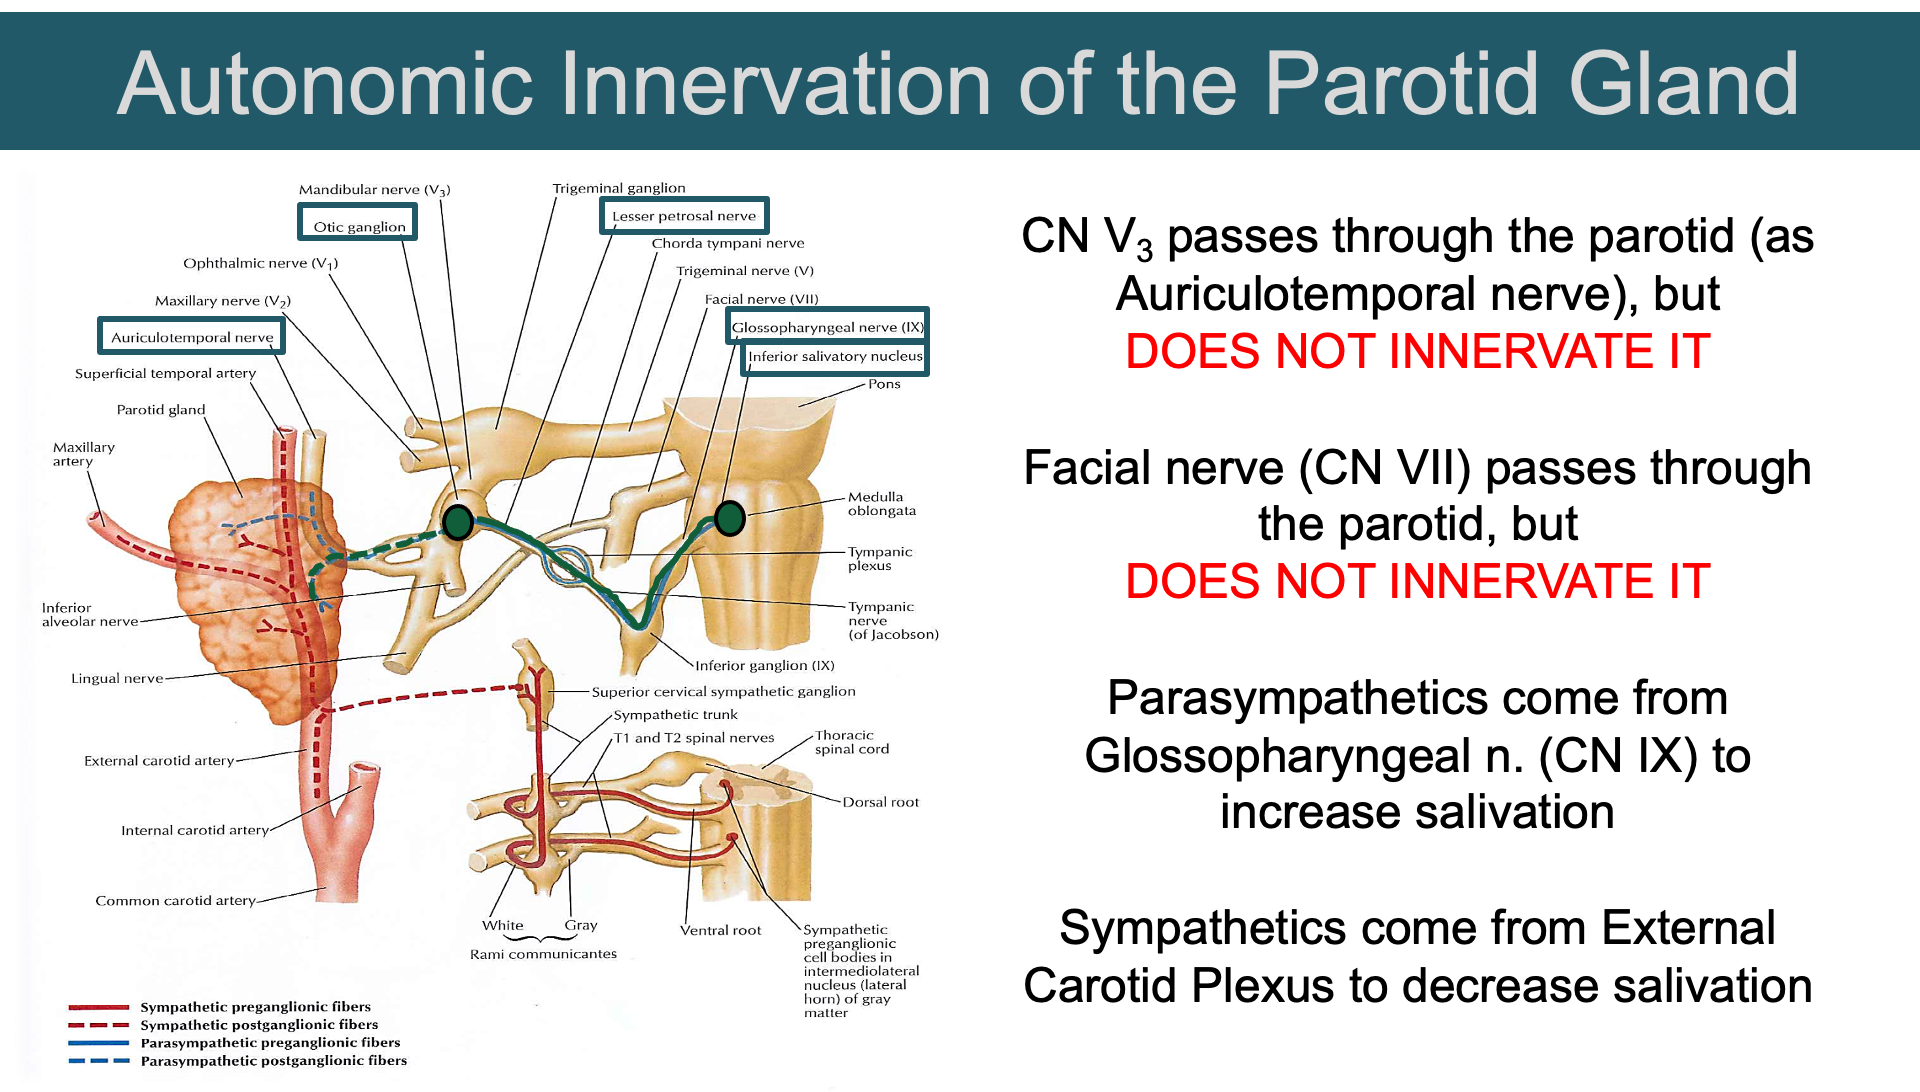 Autonomic Innervation of the Parotid Gland
Mandibular nerve (V3)
Otic ganglion
Ophthalmic nerve (V1)
Maxillary nerve (V2)
Auriculotemporal nerve
Superficial temporal artery
Parotid gland
Maxillary
artery
Inferior
alveolar nerve
Lingual nerve
External carotid artery
Internal carotid artery
Common carotid artery
Trigeminal ganglion
Lesser petrosal nerve
Chorda tympani nerve
Trigeminal nerve (V)
Facial nerve (VII)
Glossopharyngeal nerve (IX)
Inferior salivatory nucleus
Pons
Medulla
oblongata
Tympanic
plexus
Tympanic
nerve
(of Jacobson)
Inferior ganglion (IX)
Superior cervical sympathetic ganglion
Sympathetic trunk
T1 and T2 spinal nerves
Thoracic
spinal cord
Dorsal root
White
Gray
Rami communicantes
Ventral root
Sympathetic
preganglionic
cell bodies in
intermediolateral
nucleus (lateral
horn) of gray
matter
Sympathetic preganglionic fibers
Sympathetic postganglionic fibers
Parasympathetic preganglionic fibers
Parasympathetic postganglionic fibers
CN V3 passes through the parotid (as
Auriculotemporal nerve), but
DOES NOT INNERVATE IT
Facial nerve (CN VII) passes through
the parotid, but
DOES NOT INNERVATE IT
Parasympathetics come from
Glossopharyngeal n. (CN IX) to
increase salivation
Sympathetics come from External
Carotid Plexus to decrease salivation